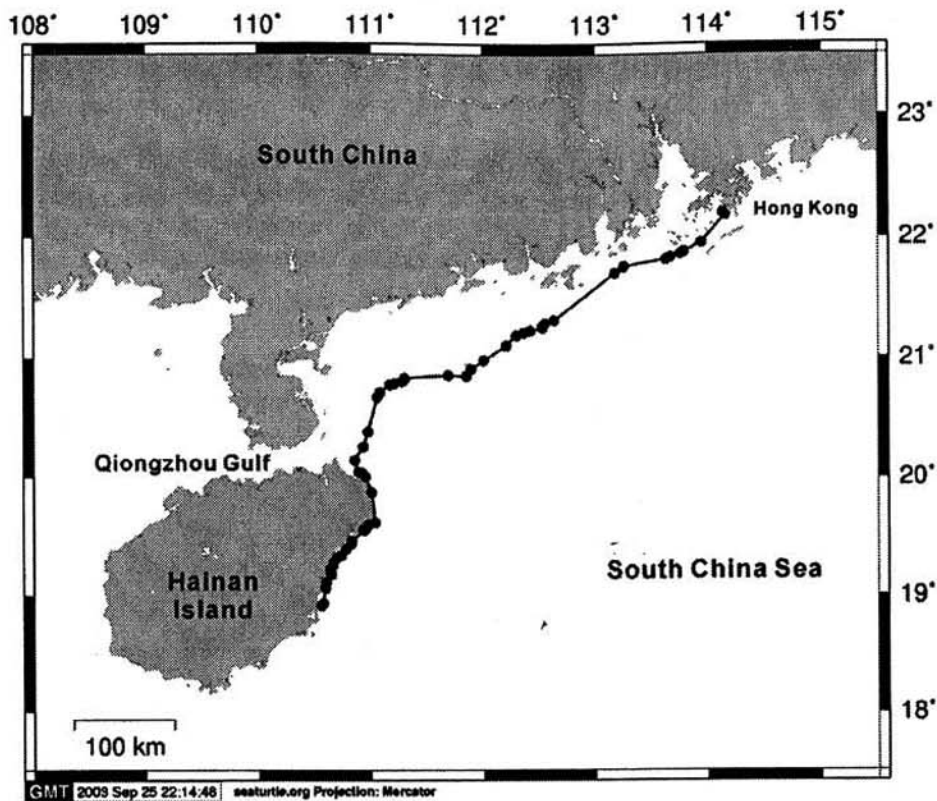 108° 109° 110° 111° 112° 113° 114° 115°
23°
South China
Hong Kong
22°
21°
Qiongzhou Gulf
20°
South China Sea
Hainan
Island
19°
18°
100 km
GMT 2003 Sep 25 22:14:48 seaturtle.org Projection: Mercator